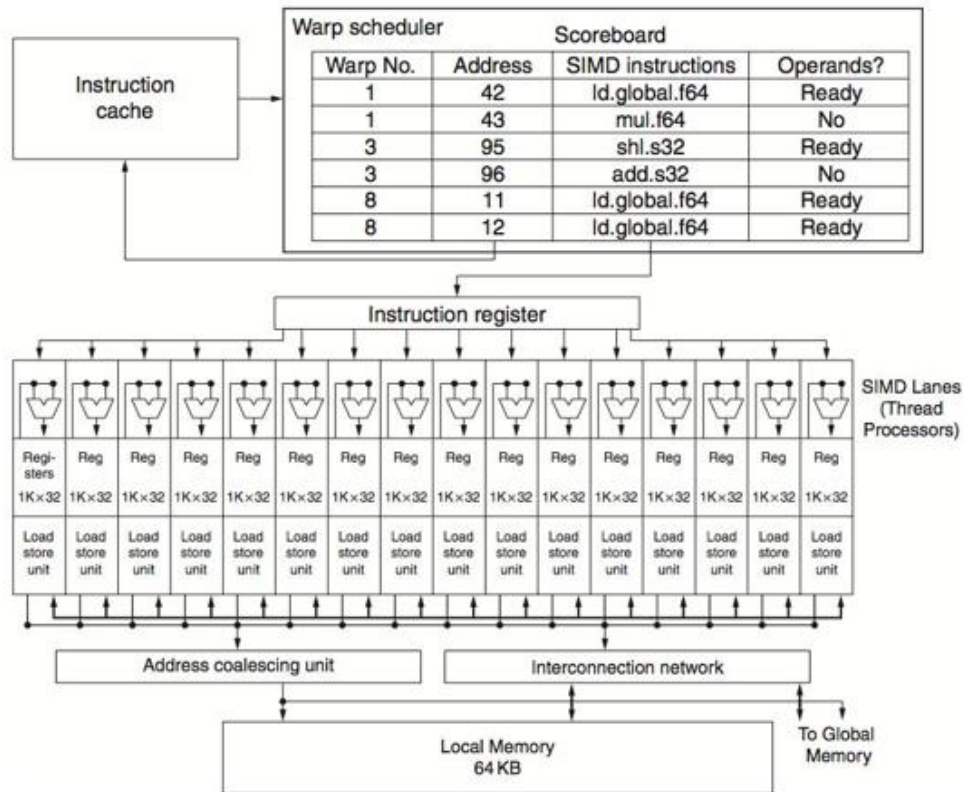 Warp scheduler
Scoreboard
Instruction
cache
Warp No. Address SIMD instructions Operands?
1 42 ld.global.f64 Ready
1 43 mul.f64 No
3 95 shl.s32 Ready
3 96 add.s32 No
8 11 ld.global.f64 Ready
8 12 ld.global.f64 Ready
Instruction register
SIMD Lanes
(Thread
Processors)
Regi- Reg Reg Reg Reg Reg Reg Reg Reg Reg Reg Reg Reg Reg Reg Reg
sters
1K×32 1K×32 1K×32 1K×32 1K×32 1K×32 1K×32 1K×32 1K×32 1K×32 1K×32 1K×32 1K×32 1K×32 1K×32 1K×32
Load Load Load Load Load Load Load Load Load Load Load Load Load Load Load Load
store store store store store store store store store store store store store store store store
unit unit unit unit unit unit unit unit unit unit unit unit unit unit unit unit
Address coalescing unit
Interconnection network
Local Memory
64 KB
To Global
Memory